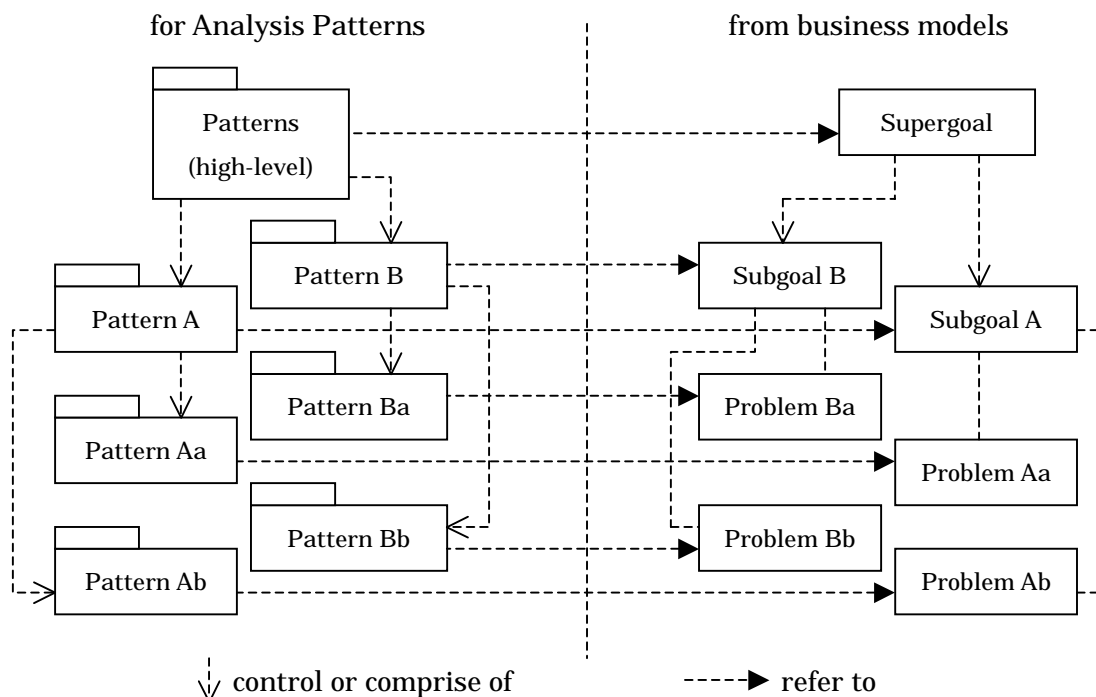 for Analysis Patterns
from business models
Patterns
(high-level)
Supergoal
Pattern B
Subgoal B
Pattern A
Subgoal A
Pattern Ba
Problem Ba
Pattern Aa
Problem Aa
Pattern Bb
Problem Bb
Pattern Ab
Problem Ab
control or comprise of
refer to